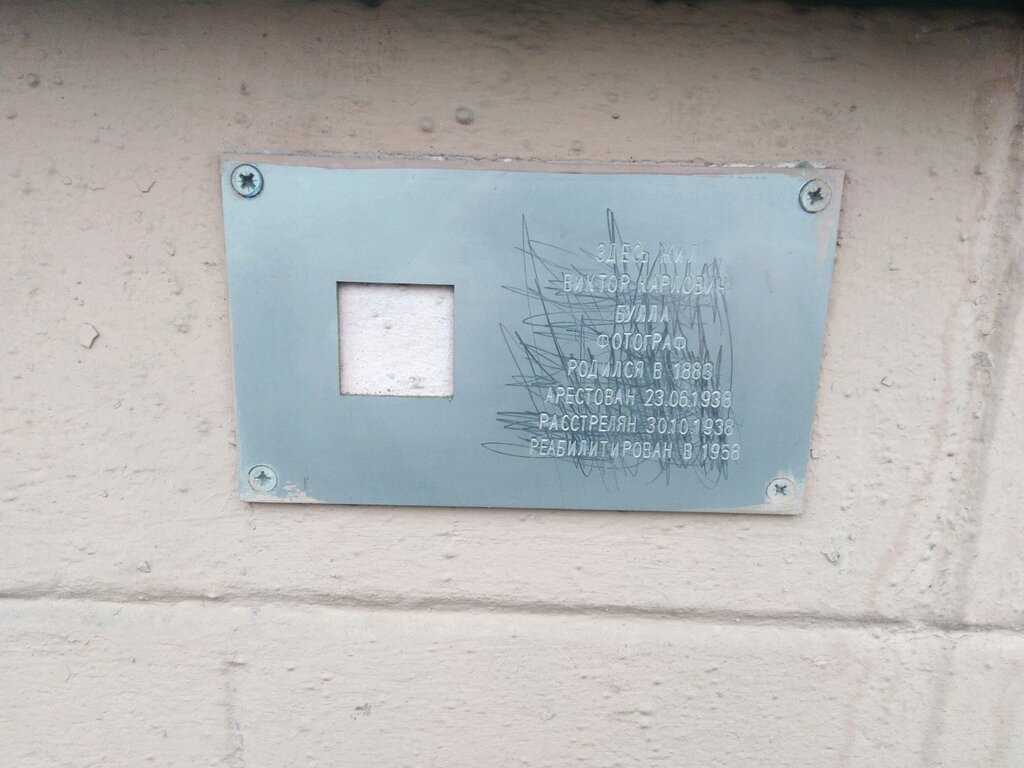 ЗДЕСЬ ЖИЛ
ВИКТОР КАРЛОВИЧ
БУЛЛА
ФОТОГРАФ
РОДИЛСЯ В 1883
АРЕСТОВАН 23.06.1938
РАССТРЕЛЯН 30.10.1938
РЕАБИЛИТИРОВАН В 1958